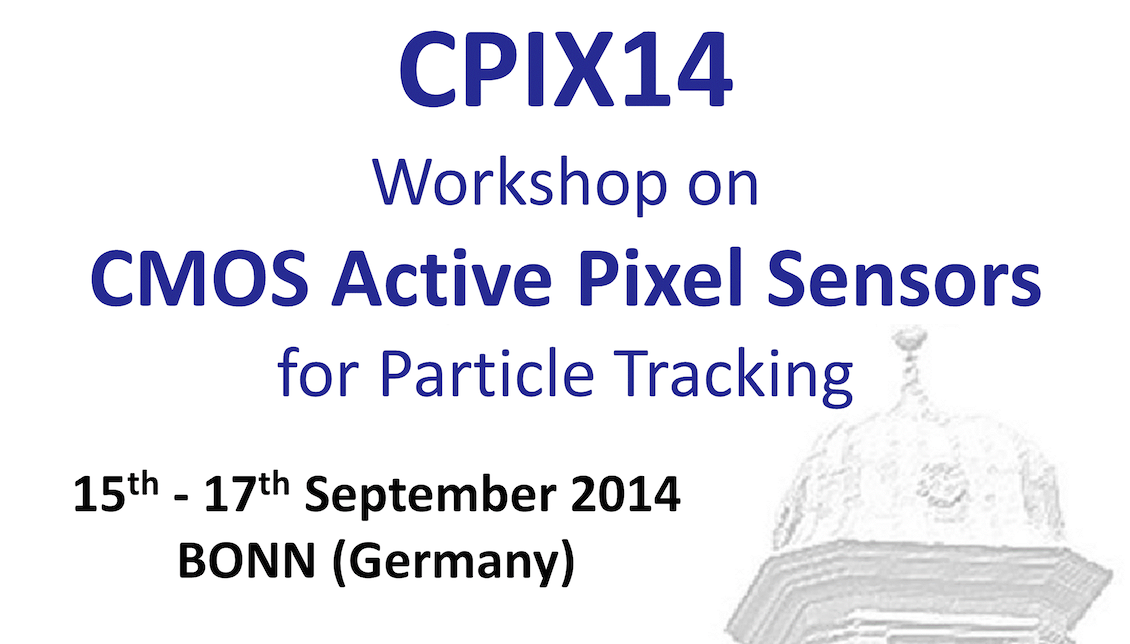 CPIX14
Workshop on
CMOS Active Pixel Sensors
for Particle Tracking
15th - 17th September 2014
BONN (Germany)